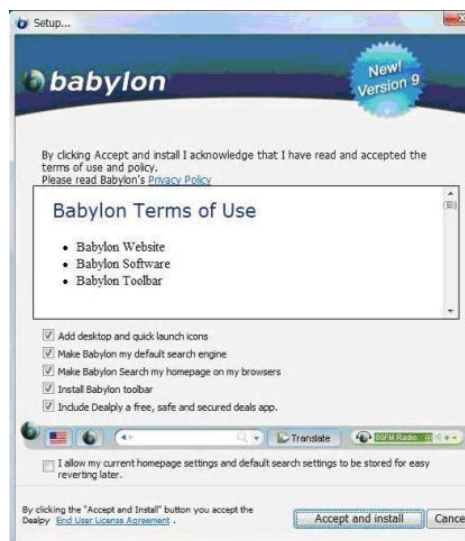 Setup...
babylon
New!
Version 9
By clicking Accept and install I acknowledge that I have read and accepted the
terms of use and policy.
Please read Babylon's Privacy Policy
Babylon Terms of Use
• Babylon Website
• Babylon Software
• Babylon Toolbar
Add desktop and quick launch icons
Make Babylon my default search engine
Make Babylon Search my homepage on my browsers
Install Babylon toolbar
Include Dealply a free, safe and secured deals app.
Translate
I allow my current homepage settings and default search settings to be stored for easy
reverting later.
By clicking the "Accept and Install" button you accept the
Dealpy End User License Agreement .
Accept and install
Cance